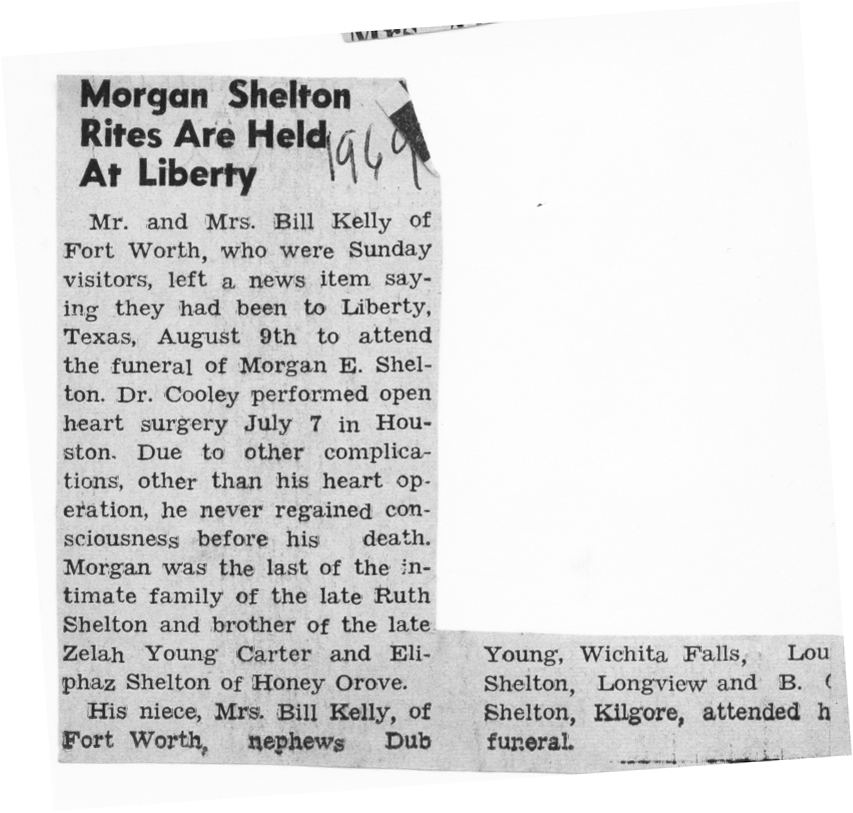 Morgan Shelton
Rites Are Held
At Liberty
1969
Mr. and Mrs. Bill Kelly of
Fort Worth, who were Sunday
visitors, left a news item say-
ing they had been to Liberty,
Texas, August 9th to attend
the funeral of Morgan E. Shel-
ton. Dr. Cooley performed open
heart surgery July 7 in Hou-
ston. Due to other complica-
tions, other than his heart op-
eration, he never regained con-
sciousness before his death.
Morgan was the last of the in-
timate family of the late Ruth
Shelton and brother of the late
Zelah Young Carter and Eli-
phaz Shelton of Honey Orove.
His niece, Mrs. Bill Kelly, of
Fort Worth, nephews Dub
Young, Wichita Falls, Lou
Shelton, Longview and B.
Shelton, Kilgore, attended h
funeral.